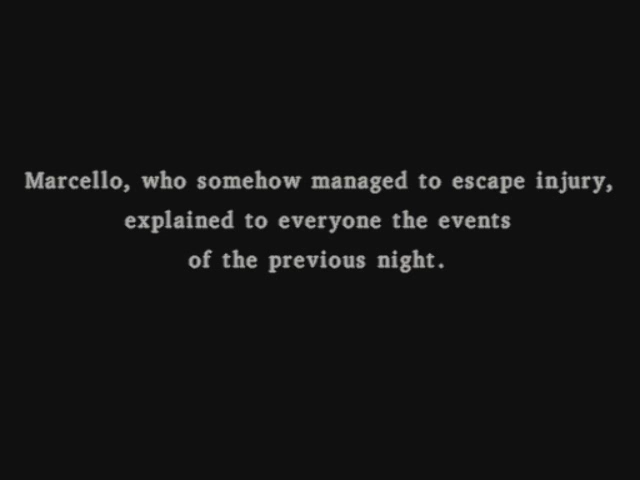 Marcello, who somehow managed to escape injury,
explained to everyone the events
of the previous night.